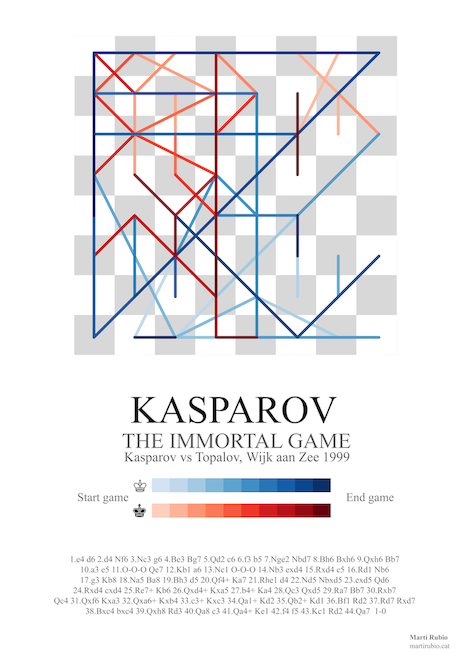 KASPAROV
THE IMMORTAL GAME
Kasparov vs Topalov, Wijk aan Zee 1999
Start game
End game
1.e4 d6 2.d4 Nf6 3.Nc3 g6 4.Be3 Bg7 5.Qd2 c6 6.f3 b5 7.Nge2 Nbd7 8.Bh6 Bxh6 9.Qxh6 Bb7
10.a3 e5 11.O-O-O Qe7 12.Kb1 a6 13.Nc1 O-O-O 14.Nb3 exd4 15.Rxd4 c5 16.Rd1 Nb6
17.g3 Kb8 18.Na5 Ba8 19.Bh3 d5 20.Qf4+ Ka7 21.Rhe1 d4 22.Nd5 Nbxd5 23.exd5 Qd6
24.Rxd4 cxd4 25.Re7+ Kb6 26.Qxd4+ Kxa5 27.b4+ Ka4 28.Qc3 Qxd5 29.Ra7 Bb7 30.Rxb7
Qc4 31.Qxf6 Kxa3 32.Qxa6+ Kxb4 33.c3+ Kxc3 34.Qa1+ Kd2 35.Qb2+ Kd1 36.Bf1 Rd2 37.Rd7 Rxd7
38.Bxc4 bxc4 39.Qxh8 Rd3 40.Qa8 c3 41.Qa4+ Ke1 42.f4 f5 43.Kc1 Rd2 44.Qa7 1-0
Martí Rubio
martirubio.cat